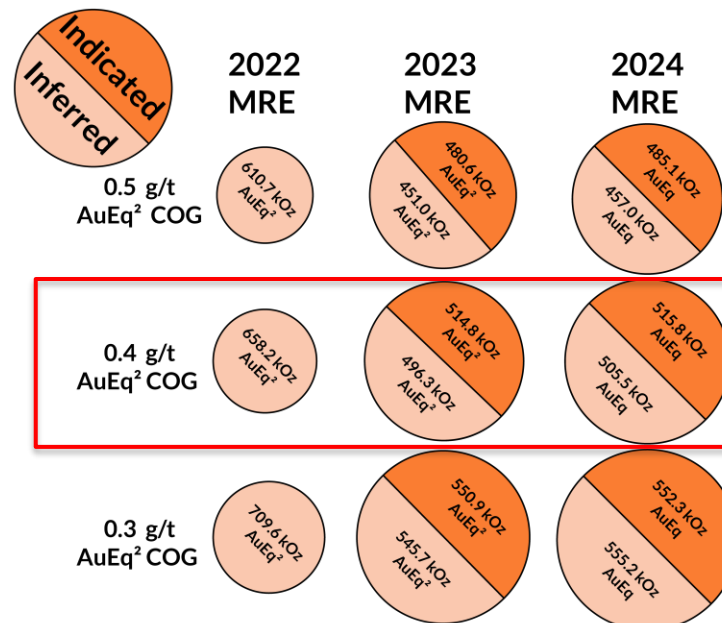 Indicated
Inferred
2022
MRE
2023
MRE
2024
MRE
0.5 g/t
AuEq² COG
610.7 kOz
AuEq²
480.6 kOz
AuEq²
451.0 kOz
AuEq²
485.1 kOz
AuEq
457.0 kOz
AuEq
0.4 g/t
AuEq² COG
658.2 kOz
AuEq²
514.8 kOz
AuEq²
496.3 kOz
AuEq²
515.8 kOz
AuEq
505.5 kOz
AuEq
0.3 g/t
AuEq² COG
709.6 kOz
AuEq²
550.9 kOz
AuEq²
545.7 kOz
AuEq²
552.3 kOz
AuEq
555.2 kOz
AuEq